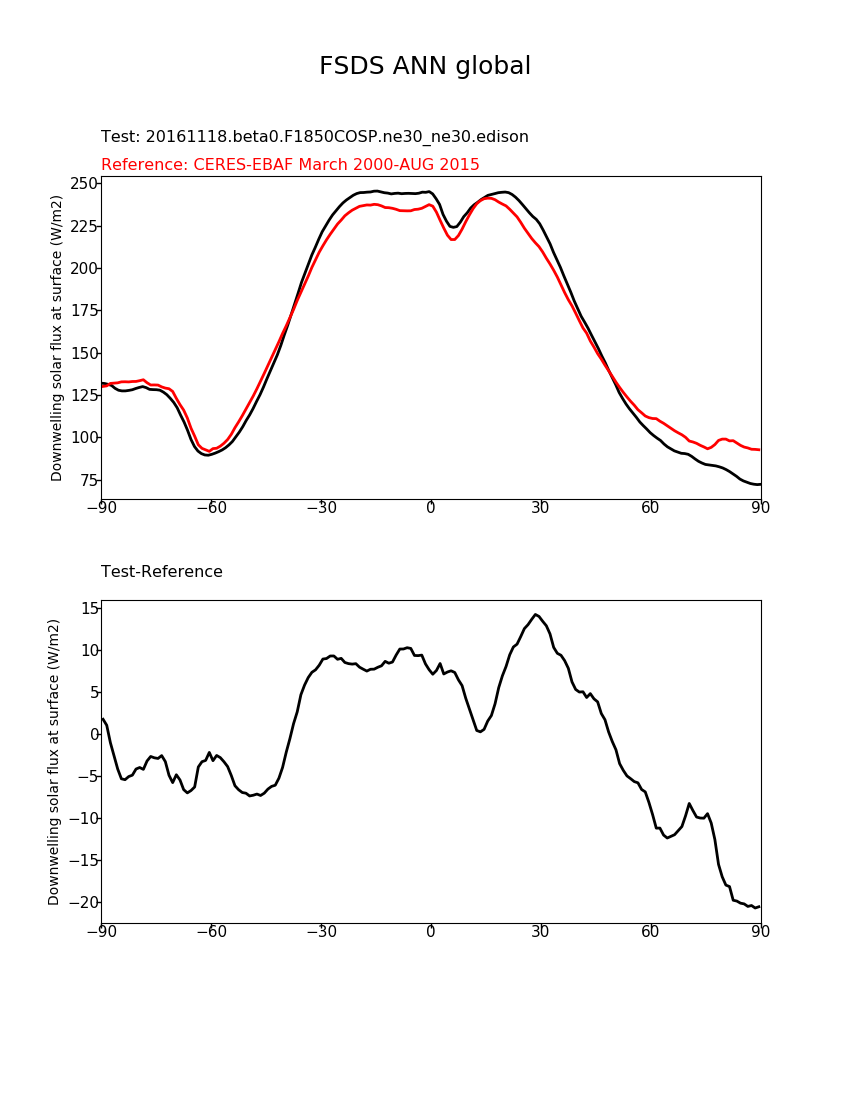 FSDS ANN global
Test: 20161118.beta0.F1850COSP.ne30_ne30.edison
Reference: CERES-EBAF March 2000-AUG 2015
Downwelling solar flux at surface (W/m2)
250
225
200
175
150
125
100
75
−90 −60 −30 0 30 60 90
Test-Reference
Downwelling solar flux at surface (W/m2)
15
10
5
0
−5
−10
−15
−20
−90 −60 −30 0 30 60 90